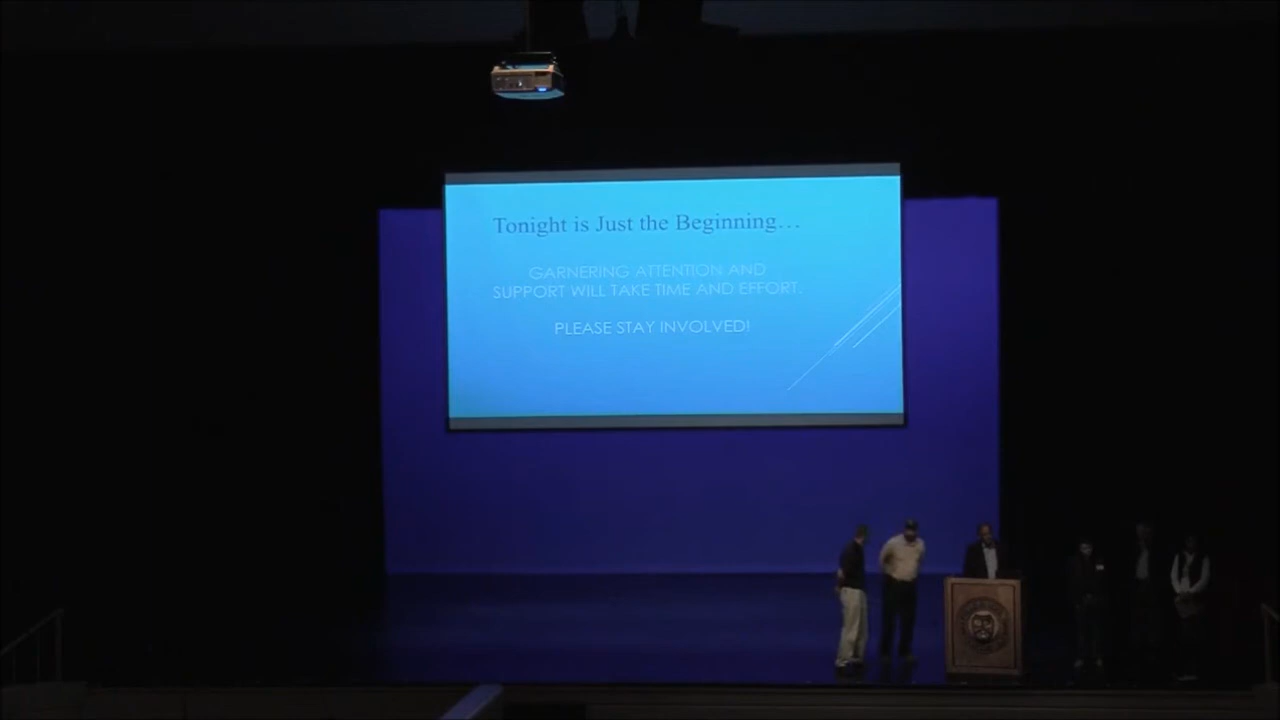 Tonight is Just the Beginning...
GARNERING ATTENTION AND
SUPPORT WILL TAKE TIME AND EFFORT.
PLEASE STAY INVOLVED!